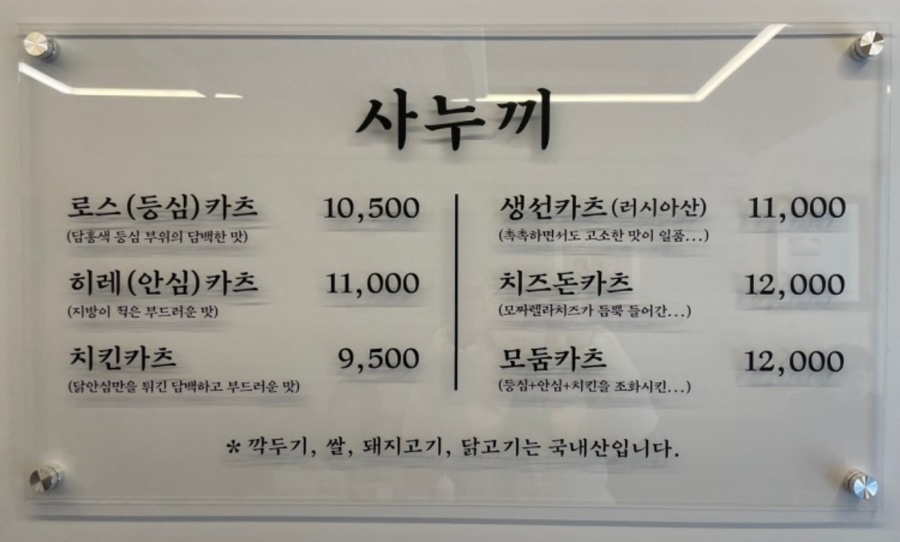 사누끼
로스(등심)카츠 10,500
(담홍색 등심 부위의 담백한 맛)
히레(안심)카츠 11,000
(지방이 적은 부드러운 맛)
치킨카츠 9,500
(닭안심만을 튀긴 담백하고 부드러운 맛)
생선카츠(러시아산) 11,000
(촉촉하면서도 고소한 맛이 일품...)
치즈돈카츠 12,000
(모짜렐라치즈가 듬뿍 들어간...)
모둠카츠 12,000
(등심+안심+치킨을 조화시킨...)
* 깍두기, 쌀, 돼지고기, 닭고기는 국내산입니다.